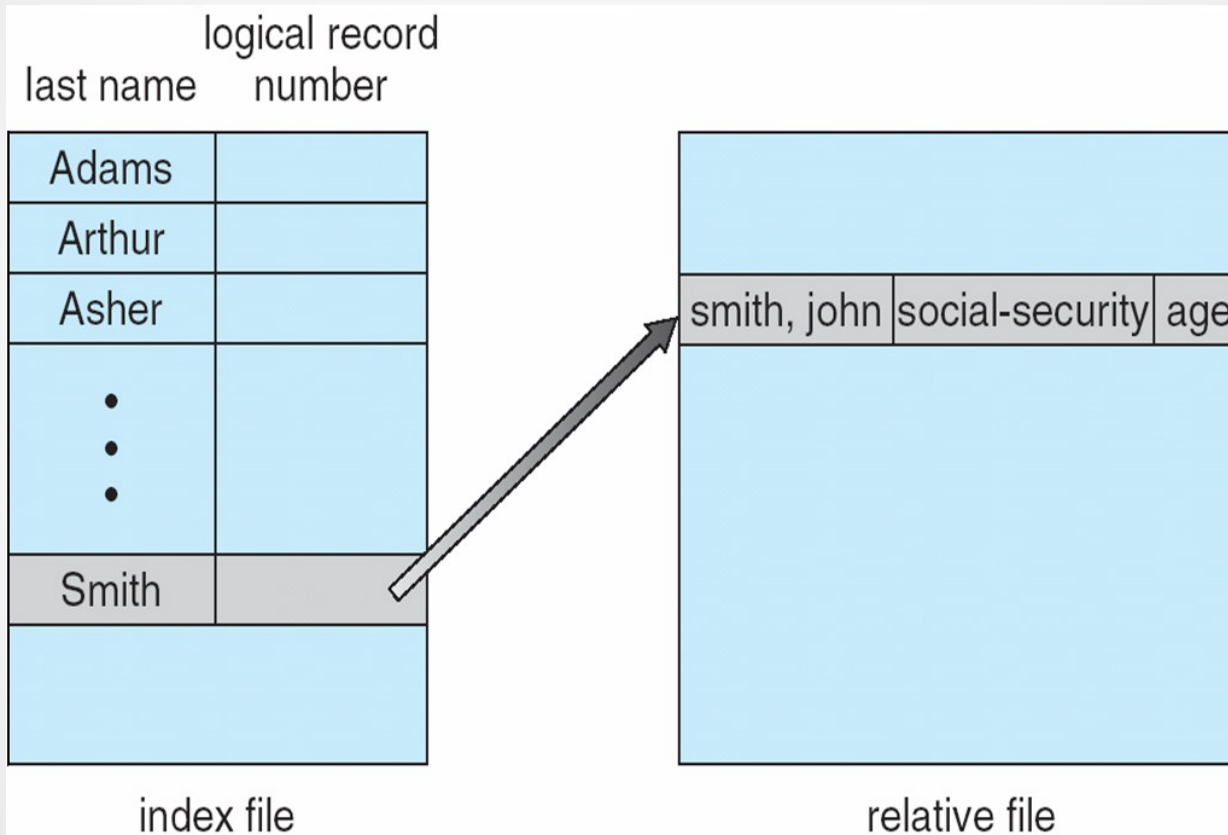 logical record
last name number
Adams
Arthur
Asher
Smith
smith, john social-security age
index file relative file